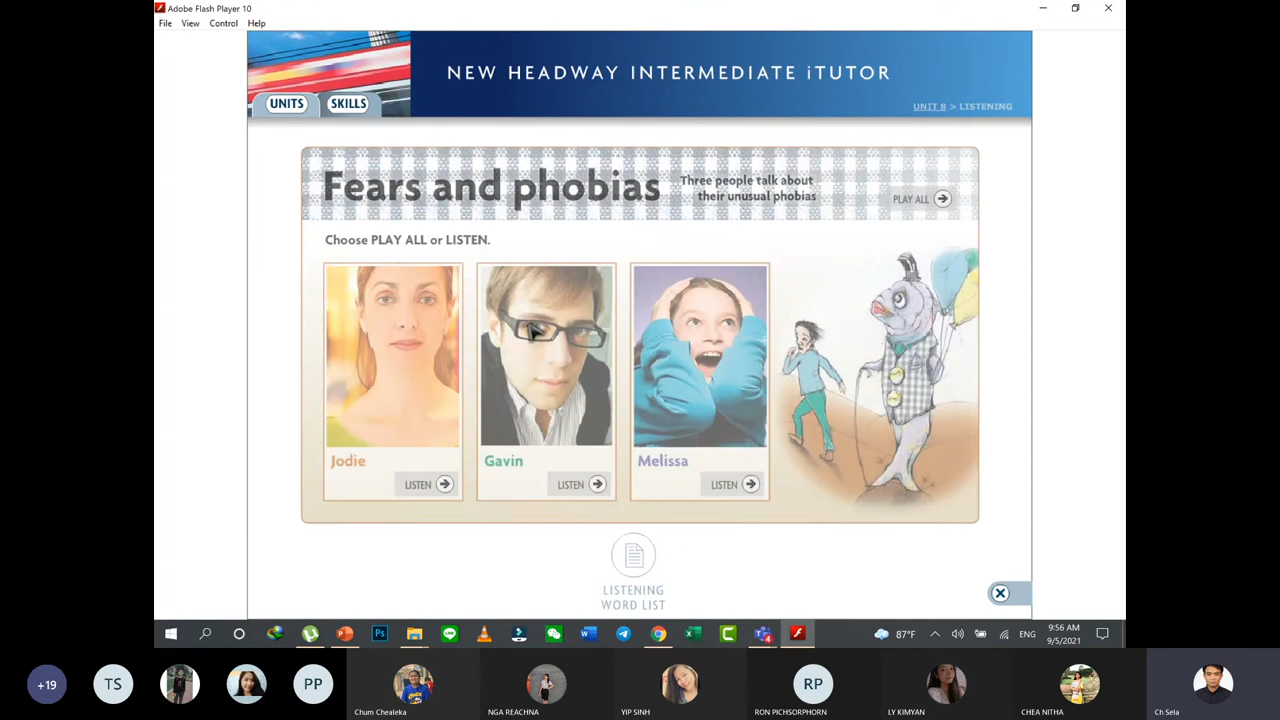 Adobe Flash Player 10
File View Control Help
NEW HEADWAY INTERMEDIATE iTUTOR
UNITS SKILLS
UNIT 8 > LISTENING
Fears and phobias
Three people talk about
their unusual phobias
PLAY ALL
Choose PLAY ALL or LISTEN.
Jodie
LISTEN
Gavin
LISTEN
Melissa
LISTEN
LISTENING
WORD LIST
87°F
ENG
9:56 AM
9/5/2021
+19
TS
PP
Chum Chealeka
NGA REACHNA
YIP SINH
RP
RON PICHSORPHORN
LY KIMYAN
CHEA NITHA
Ch Sela